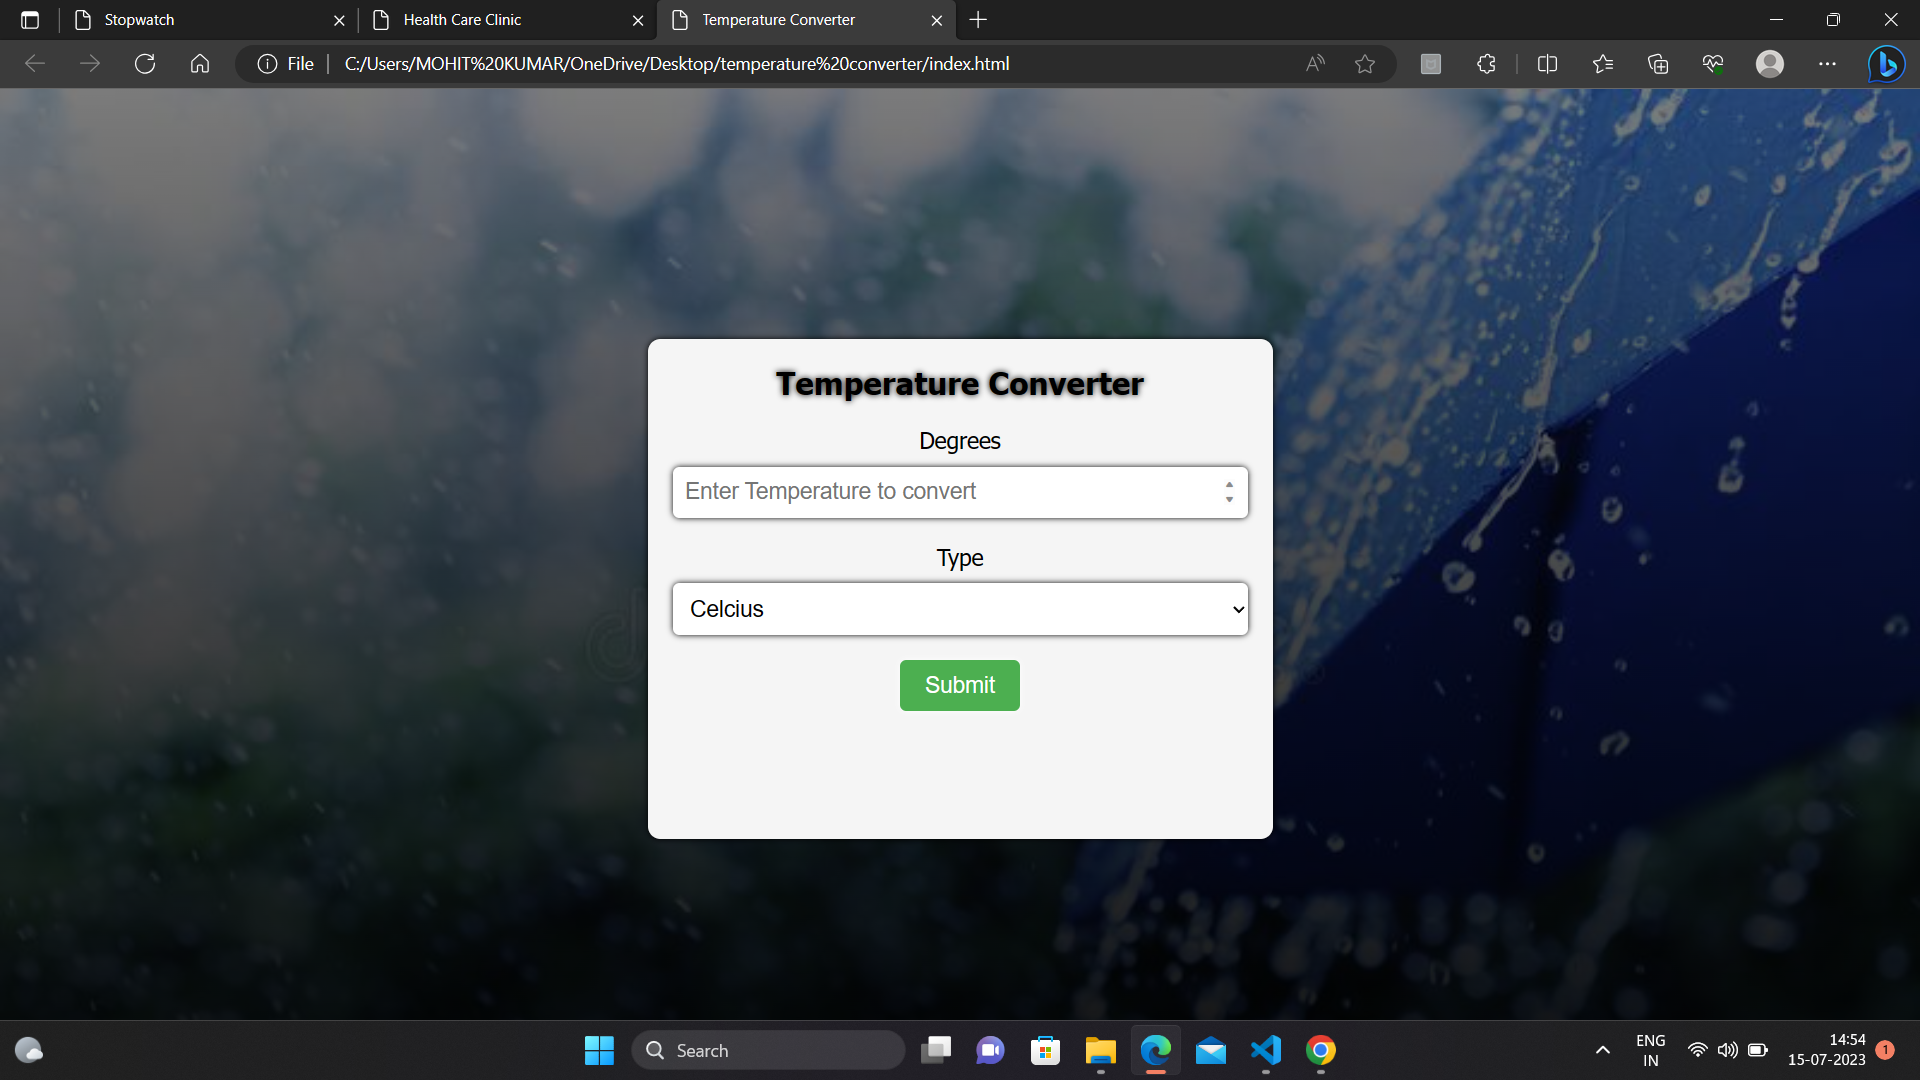 Stopwatch
Health Care Clinic
Temperature Converter
File
C:/Users/MOHIT%20KUMAR/OneDrive/Desktop/temperature%20converter/index.html
Temperature Converter
Degrees
Enter Temperature to convert
Type
Celcius
Submit
Search
ENG
IN
14:54
15-07-2023
1